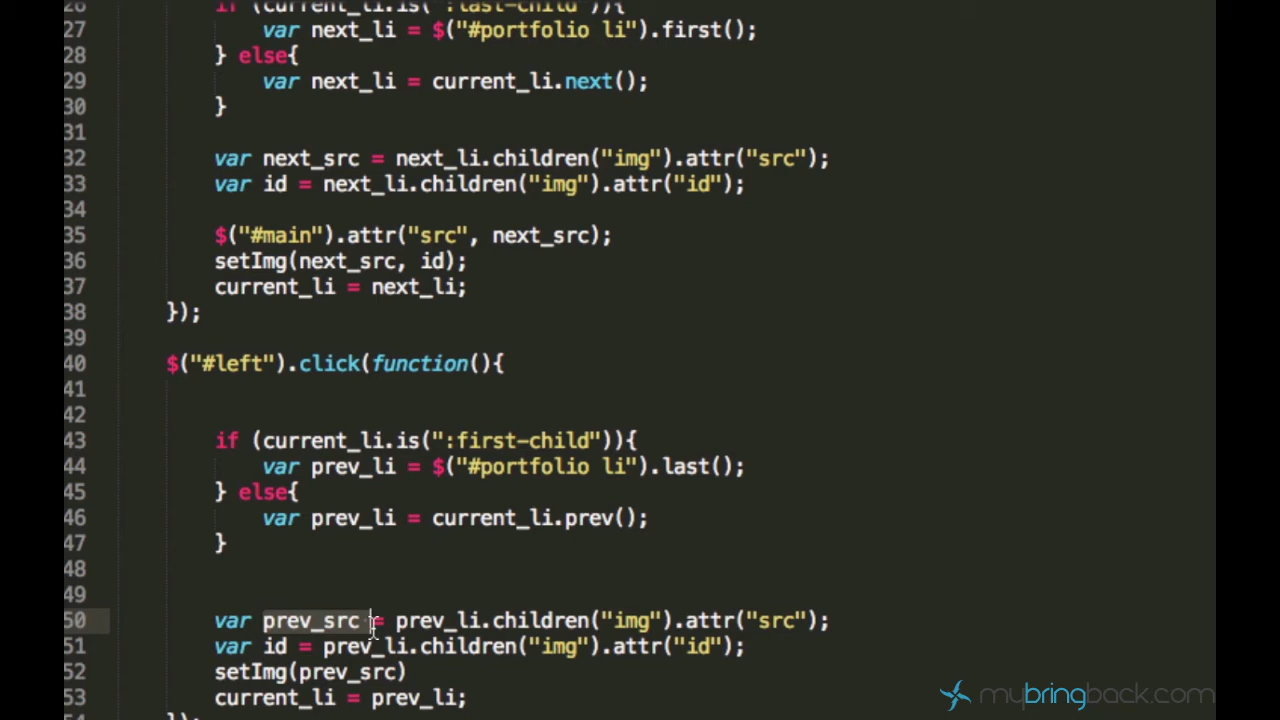 26 if (current_li.is(":last-child")){
27 var next_li = $("#portfolio li").first();
28 } else{
29 var next_li = current_li.next();
30 }
31
32 var next_src = next_li.children("img").attr("src");
33 var id = next_li.children("img").attr("id");
34
35 $("#main").attr("src", next_src);
36 setImg(next_src, id);
37 current_li = next_li;
38 });
39
40 $("#left").click(function(){
41
42
43 if (current_li.is(":first-child")){
44 var prev_li = $("#portfolio li").last();
45 } else{
46 var prev_li = current_li.prev();
47 }
48
49
50 var prev_src = prev_li.children("img").attr("src");
51 var id = prev_li.children("img").attr("id");
52 setImg(prev_src)
53 current_li = prev_li;
54 });
mybringback.com